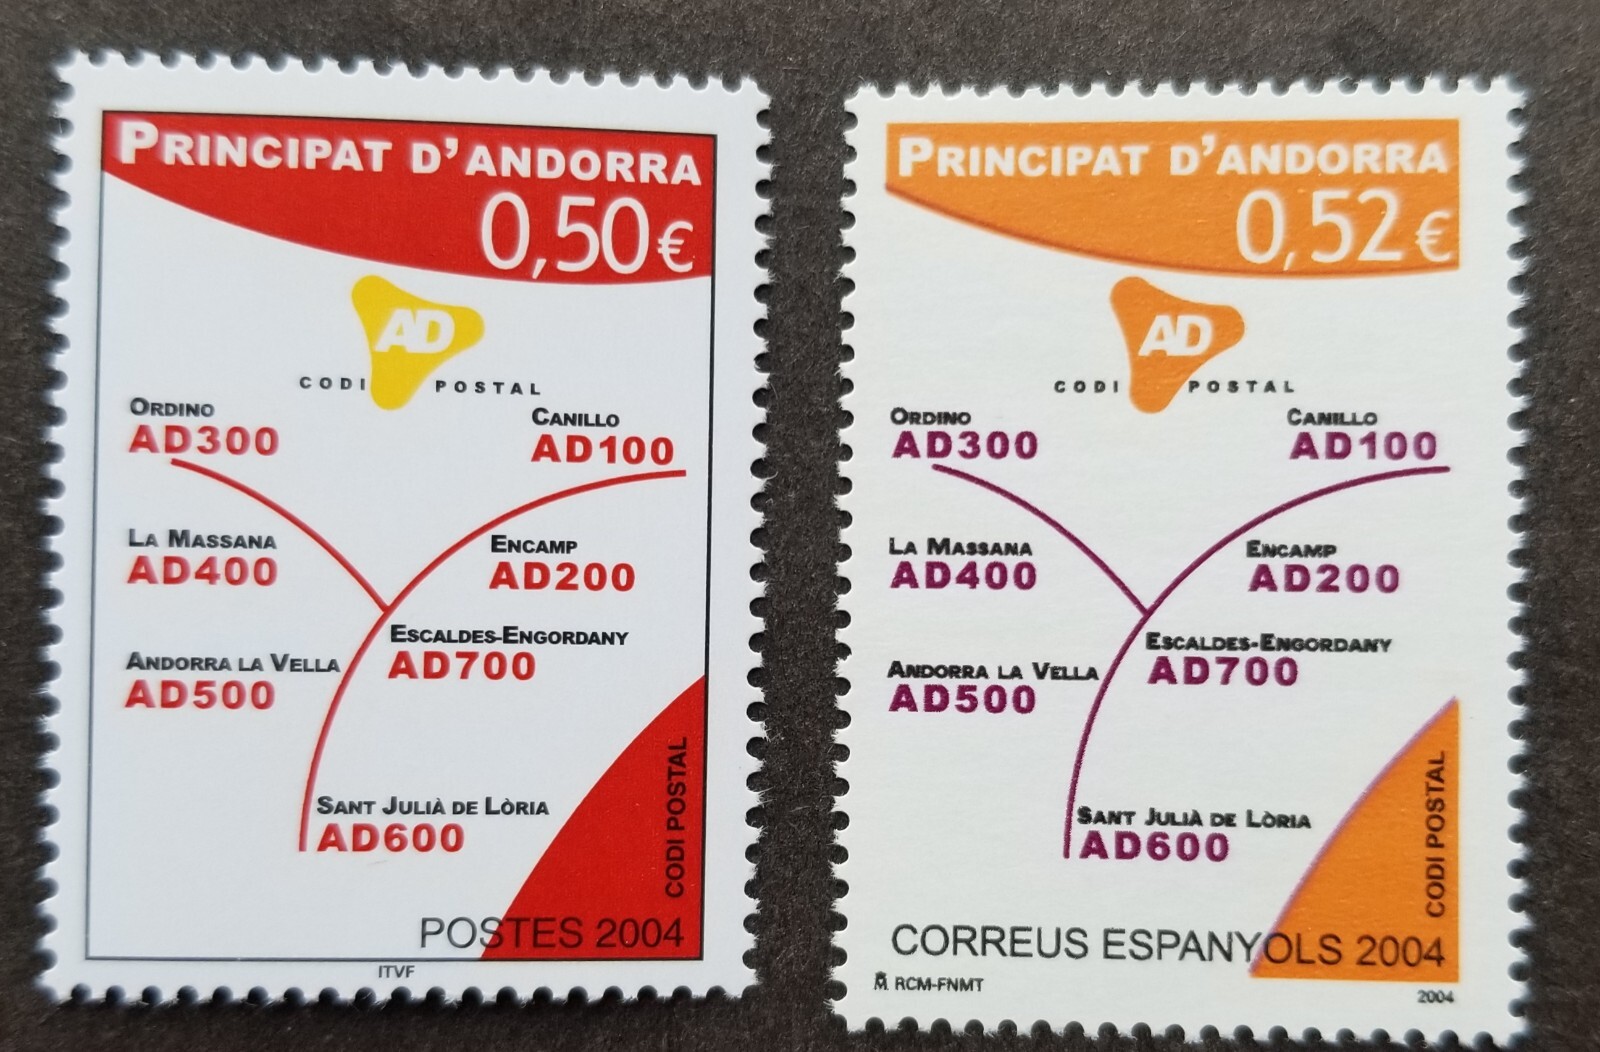 PRINCIPAT D'ANDORRA
0,50€
AD
CODI POSTAL
ORDINO
AD300
CANILLO
AD100
LA MASSANA
AD400
ENCAMP
AD200
ESCALDES-ENGORDANY
AD700
ANDORRA LA VELLA
AD500
SANT JULIÀ DE LÒRIA
AD600
CODI POSTAL
POSTES 2004
ITVF
PRINCIPAT D'ANDORRA
0,52€
AD
CODI POSTAL
ORDINO
AD300
CANILLO
AD100
LA MASSANA
AD400
ENCAMP
AD200
ESCALDES-ENGORDANY
AD700
ANDORRA LA VELLA
AD500
SANT JULIÀ DE LÒRIA
AD600
CODI POSTAL
CORREUS ESPANYOLS 2004
RCM-FNMT
2004